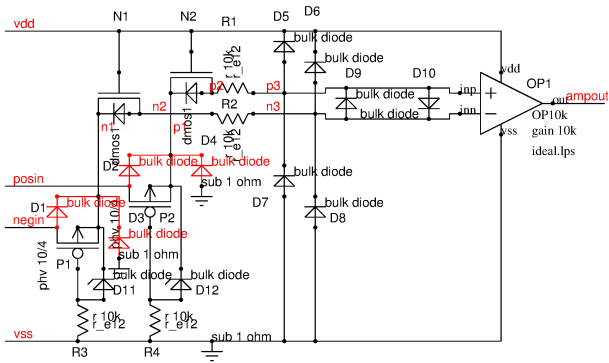 N1
N2
R1
D5
D6
vdd
bulk diode
bulk diode
r 10k
r_e12
p2
p3
D9
D10
vdd
inp
OP1
n2
R2
n3
out
ampout
n1
dmos1
p1
dmos1
bulk diode
inn
OP10k
gain 10k
vss
ideal.lps
D4
r 10k
r_e12
D2
bulk diode
bulk diode
posin
sub 1 ohm
bulk diode
D7
D1
bulk diode
negin
phv 10/4
D3
P2
bulk diode
D8
bulk diode
P1
phv 10/4
sub 1 ohm
bulk diode
bulk diode
D11
D12
r 10k
r_e12
r 10k
r_e12
vss
sub 1 ohm
R3
R4